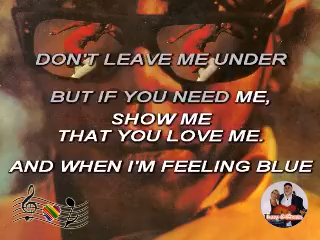 DON'T LEAVE ME UNDER
BUT IF YOU NEED ME,
SHOW ME
THAT YOU LOVE ME.
AND WHEN I'M FEELING BLUE